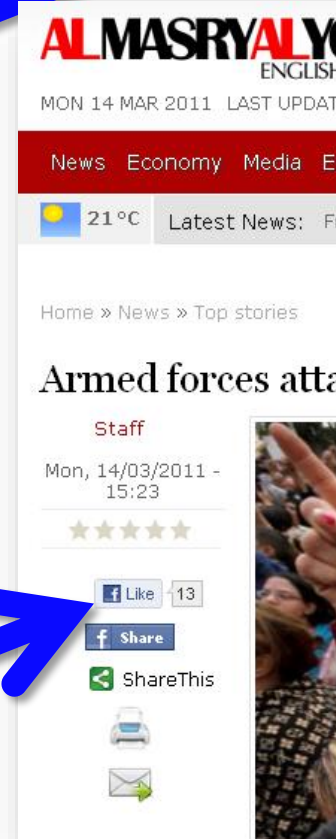 ALMASRYALYO
ENGLISH
MON 14 MAR 2011 LAST UPDAT
News Economy Media E
21°C Latest News: F
Home » News » Top stories
Armed forces atta
Staff
Mon, 14/03/2011 -
15:23
Like 13
Share
ShareThis